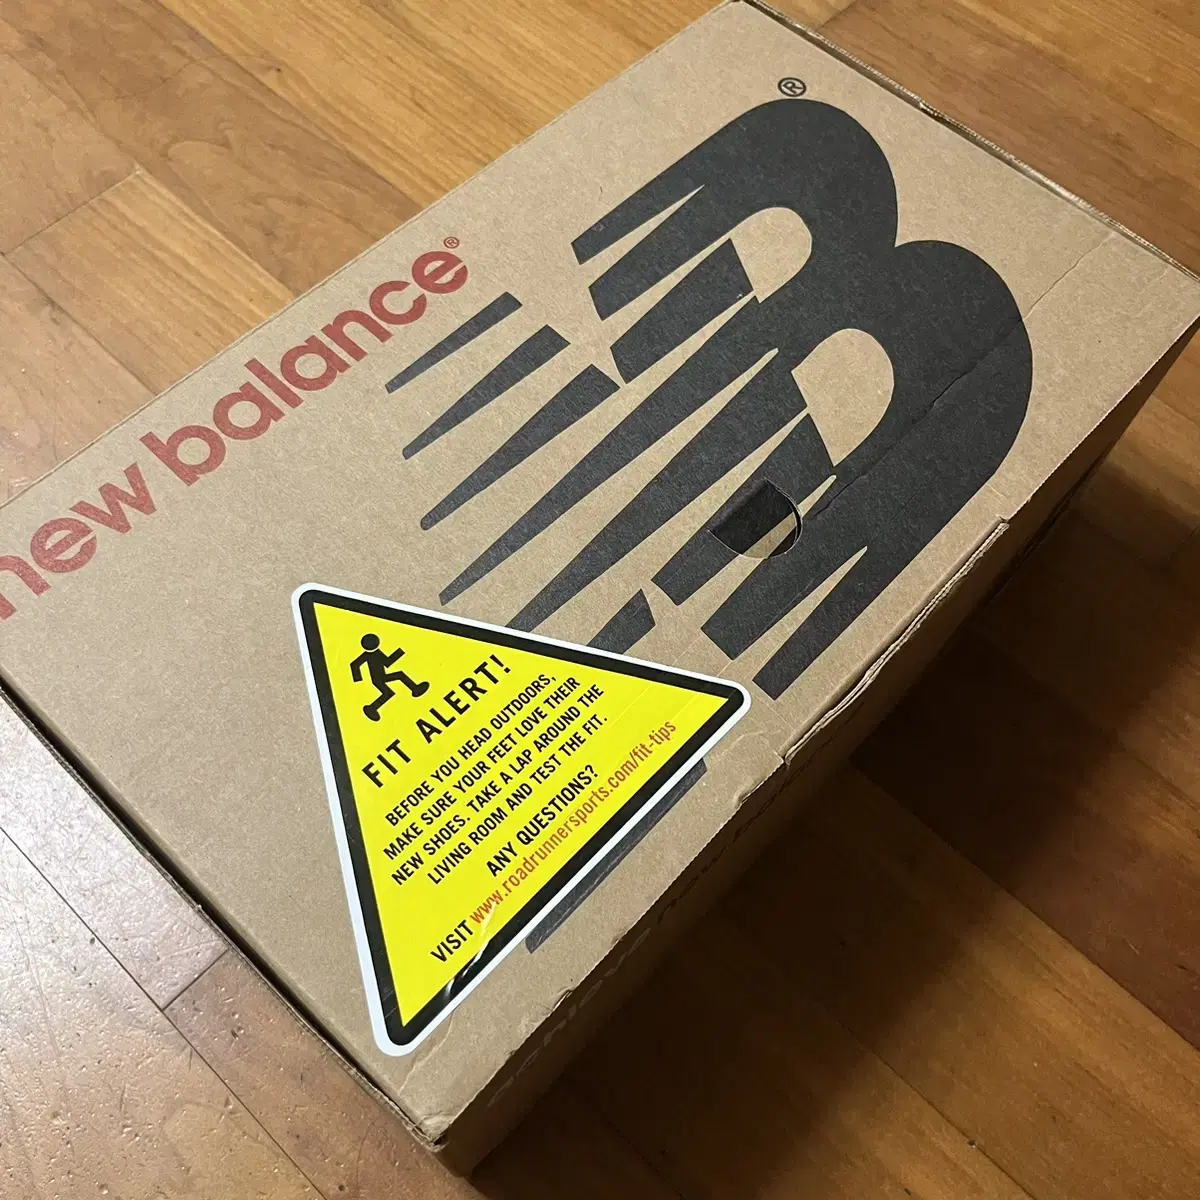 new balance®
®
FIT ALERT!
BEFORE YOU HEAD OUTDOORS,
MAKE SURE YOUR FEET LOVE THEIR
NEW SHOES. TAKE A LAP AROUND THE
LIVING ROOM AND TEST THE FIT.
ANY QUESTIONS?
VISIT www.roadrunnersports.com/fit-tips